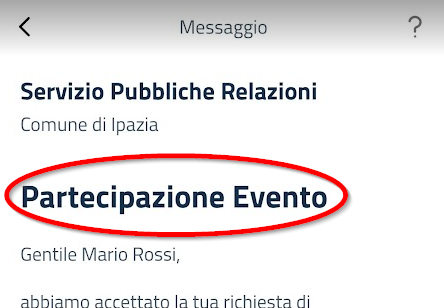 Messaggio
?
Servizio Pubbliche Relazioni
Comune di Ipazia
Partecipazione Evento
Gentile Mario Rossi,
abbiamo accettato la tua richiesta di